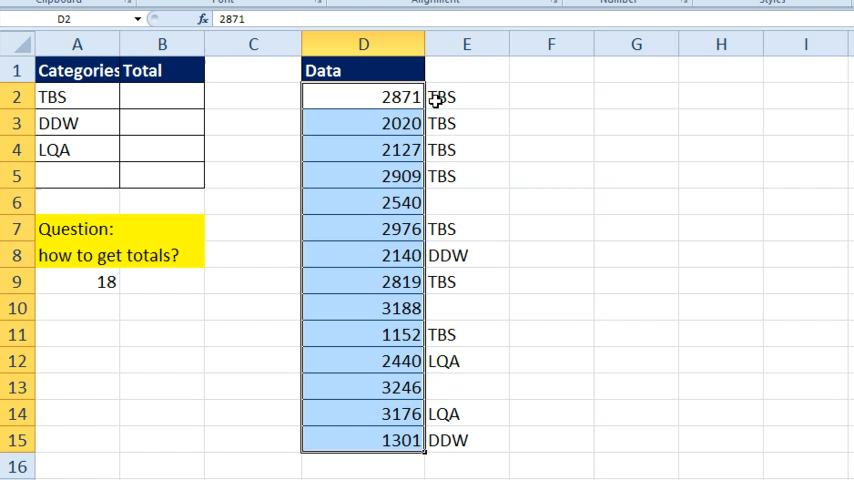 Clipboard Font Alignment Number Styles
D2 fx 2871
A B C D E F G H I
1 Categories Total Data
2 TBS 2871 TBS
3 DDW 2020 TBS
4 LQA 2127 TBS
5 2909 TBS
6 2540
7 Question: 2976 TBS
8 how to get totals? 2140 DDW
9 18 2819 TBS
10 3188
11 1152 TBS
12 2440 LQA
13 3246
14 3176 LQA
15 1301 DDW
16